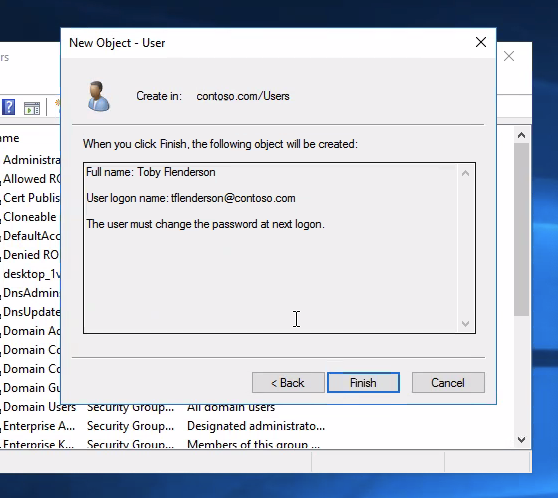 New Object - User
rs
Create in: contoso.com/Users
ame
When you click Finish, the following object will be created:
Administra
Full name: Toby Flenderson
Allowed RO
Cert Publis
User logon name: tflenderson@contoso.com
Cloneable
The user must change the password at next logon.
DefaultAcc
Denied RO
desktop_1v
DnsAdmin
DnsUpdate
Domain Ad
Domain Co
Domain Co
Domain Gu
< Back Finish Cancel
Domain Users Security Group... All domain users
Enterprise A... Security Group... Designated administrato...
Enterprise K... Security Group... Members of this group ...